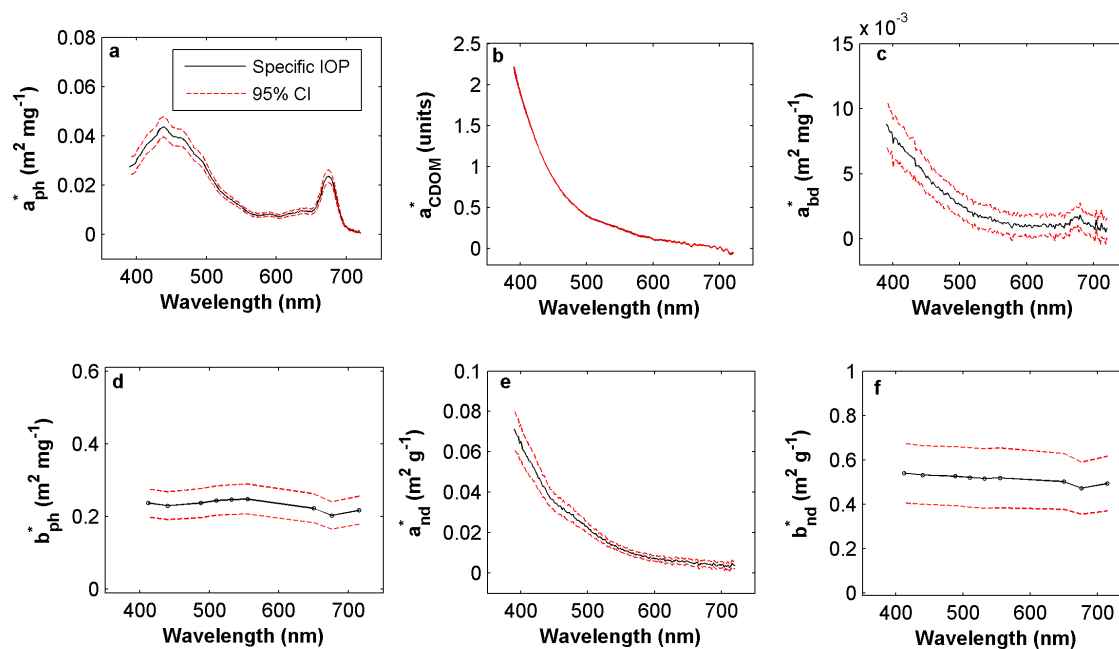 a
0.08
0.06
0.04
0.02
0
a*ph (m2 mg-1)
Specific IOP
95% CI
400 500 600 700
Wavelength (nm)
b
2.5
2
1.5
1
0.5
0
a*CDOM (units)
400 500 600 700
Wavelength (nm)
x 10-3
c
15
10
5
0
a*bd (m2 mg-1)
400 500 600 700
Wavelength (nm)
d
0.6
0.4
0.2
0
b*ph (m2 mg-1)
400 500 600 700
Wavelength (nm)
e
0.1
0.08
0.06
0.04
0.02
0
a*nd (m2 g-1)
400 500 600 700
Wavelength (nm)
f
1
0.8
0.6
0.4
0.2
0
b*nd (m2 g-1)
400 500 600 700
Wavelength (nm)